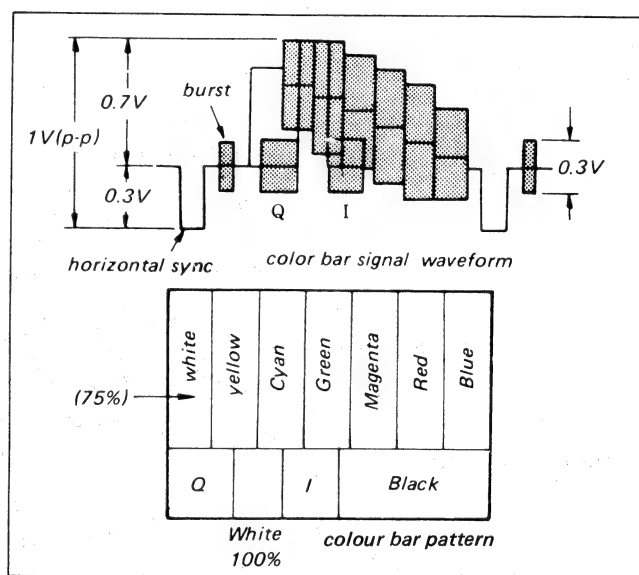 burst
0.7V
1V(p-p)
0.3V
0.3V
Q I
horizontal sync
color bar signal waveform
white
yellow
Cyan
Green
Magenta
Red
Blue
(75%)
Q I Black
White
100%
colour bar pattern